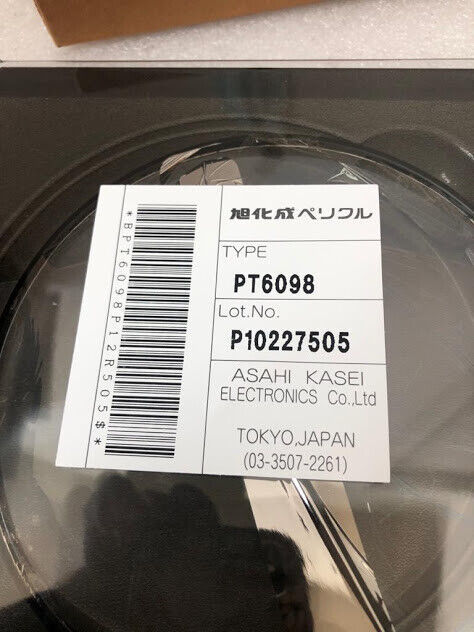 旭化成ペリクル
TYPE
PT6098
Lot.No.
P10227505
ASAHI KASEI
ELECTRONICS Co.,Ltd
TOKYO,JAPAN
(03-3507-2261)
*BPT6098P12R505$*